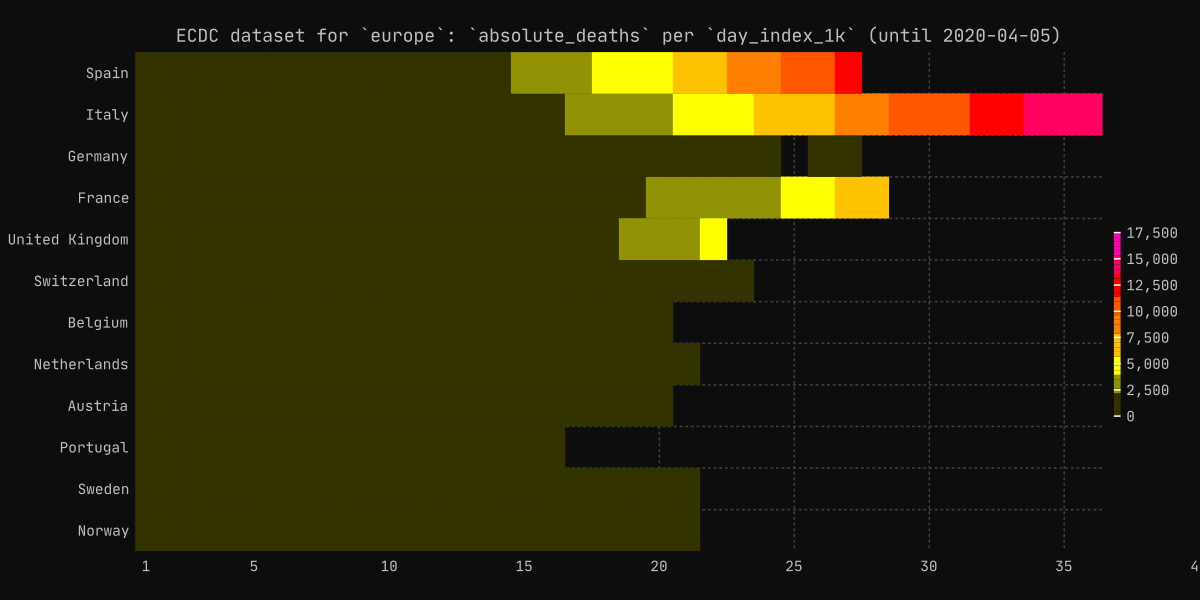 ECDC dataset for `europe`: `absolute_deaths` per `day_index_1k` (until 2020-04-05)
Spain
Italy
Germany
France
United Kingdom
Switzerland
Belgium
Netherlands
Austria
Portugal
Sweden
Norway
17,500
15,000
12,500
10,000
7,500
5,000
2,500
0
1 5 10 15 20 25 30 35 4